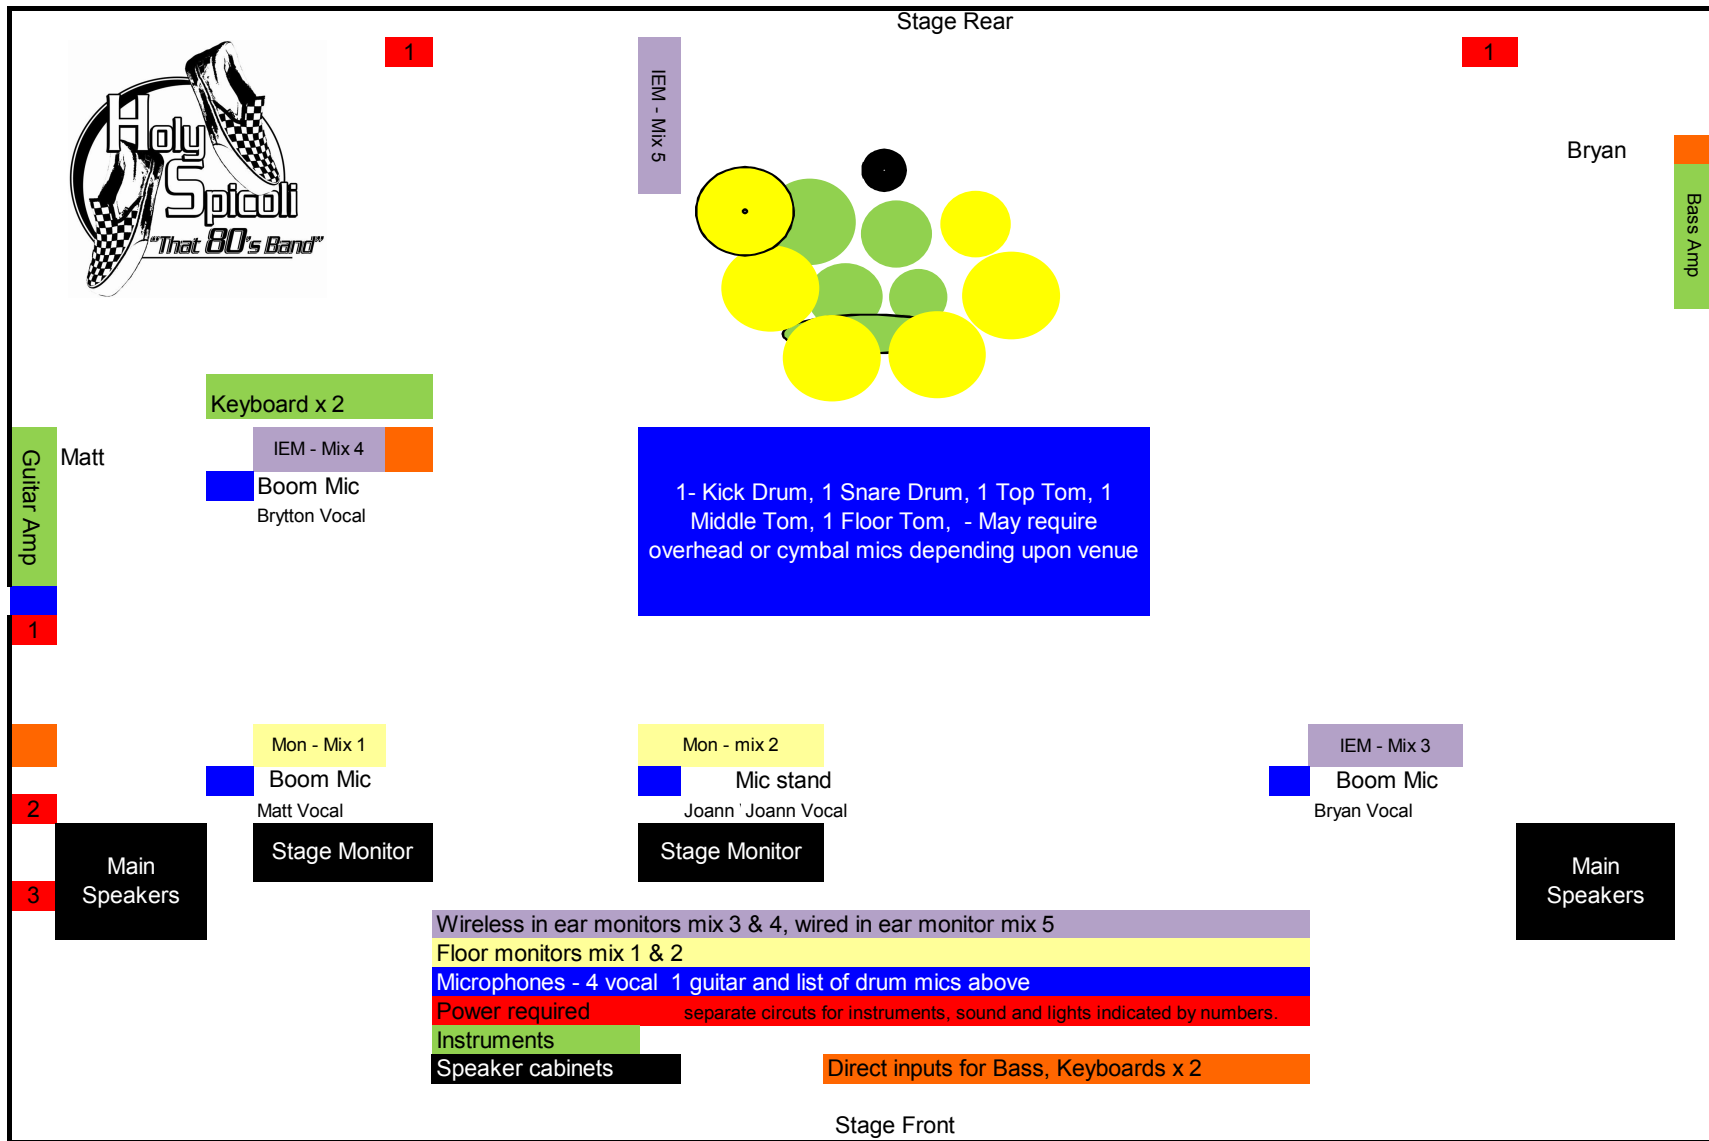 Stage Rear
1
1
IEM - Mix 5
Holy
Spicoli
"That 80's Band"
Bryan
Bass Amp
Keyboard x 2
Guitar Amp
Matt
IEM - Mix 4
Boom Mic
Brytton Vocal
1- Kick Drum, 1 Snare Drum, 1 Top Tom, 1
Middle Tom, 1 Floor Tom,  - May require
overhead or cymbal mics depending upon venue
1
Mon - Mix 1
Mon - mix 2
IEM - Mix 3
Boom Mic
Mic stand
Boom Mic
2
Matt Vocal
Joann ' Joann Vocal
Bryan Vocal
Stage Monitor
Stage Monitor
Main
Speakers
Main
Speakers
3
Wireless in ear monitors mix 3 & 4, wired in ear monitor mix 5
Floor monitors mix 1 & 2
Microphones - 4 vocal  1 guitar and list of drum mics above
Power required separate circuts for instruments, sound and lights indicated by numbers.
Instruments
Speaker cabinets
Direct inputs for Bass, Keyboards x 2
Stage Front